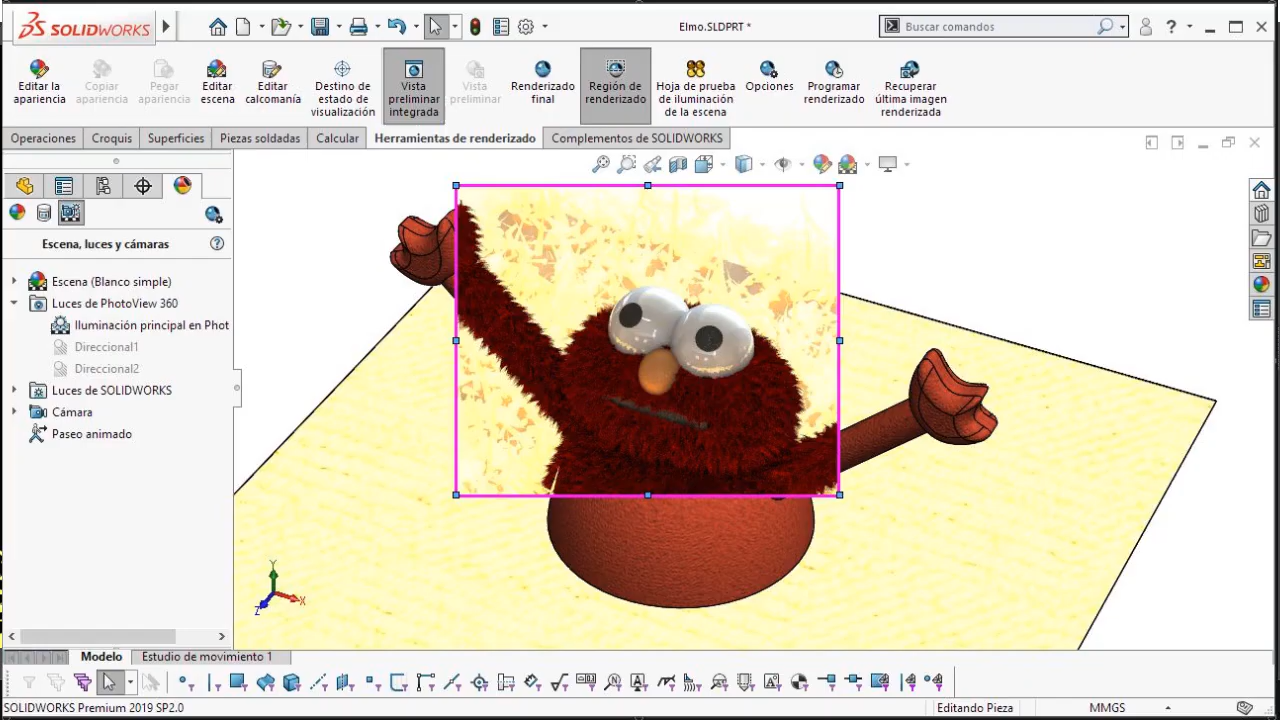 SOLIDWORKS
Elmo.SLDPRT *
Buscar comandos
Editar la apariencia
Copiar apariencia
Pegar apariencia
Editar escena
Editar calcomanía
Destino de estado de visualización
Vista preliminar integrada
Vista preliminar
Renderizado final
Región de renderizado
Hoja de prueba de iluminación de la escena
Opciones
Programar renderizado
Recuperar última imagen renderizada
Operaciones
Croquis
Superficies
Piezas soldadas
Calcular
Herramientas de renderizado
Complementos de SOLIDWORKS
Escena, luces y cámaras
Escena (Blanco simple)
Luces de PhotoView 360
Iluminación principal en Phot
Direccional1
Direccional2
Luces de SOLIDWORKS
Cámara
Paseo animado
Y
X
Z
Modelo
Estudio de movimiento 1
SOLIDWORKS Premium 2019 SP2.0
Editando Pieza
MMGS